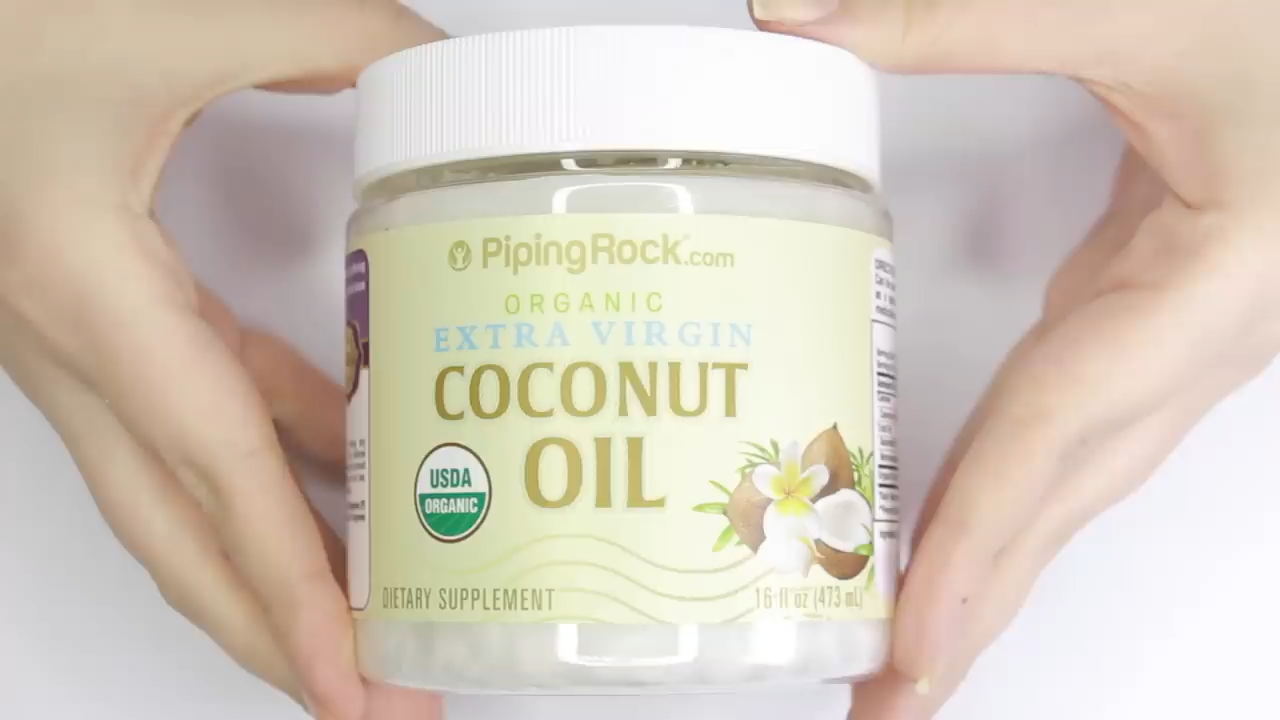 PipingRock.com
ORGANIC
EXTRA VIRGIN
COCONUT
OIL
USDA
ORGANIC
DIETARY SUPPLEMENT
16 fl oz (473 mL)